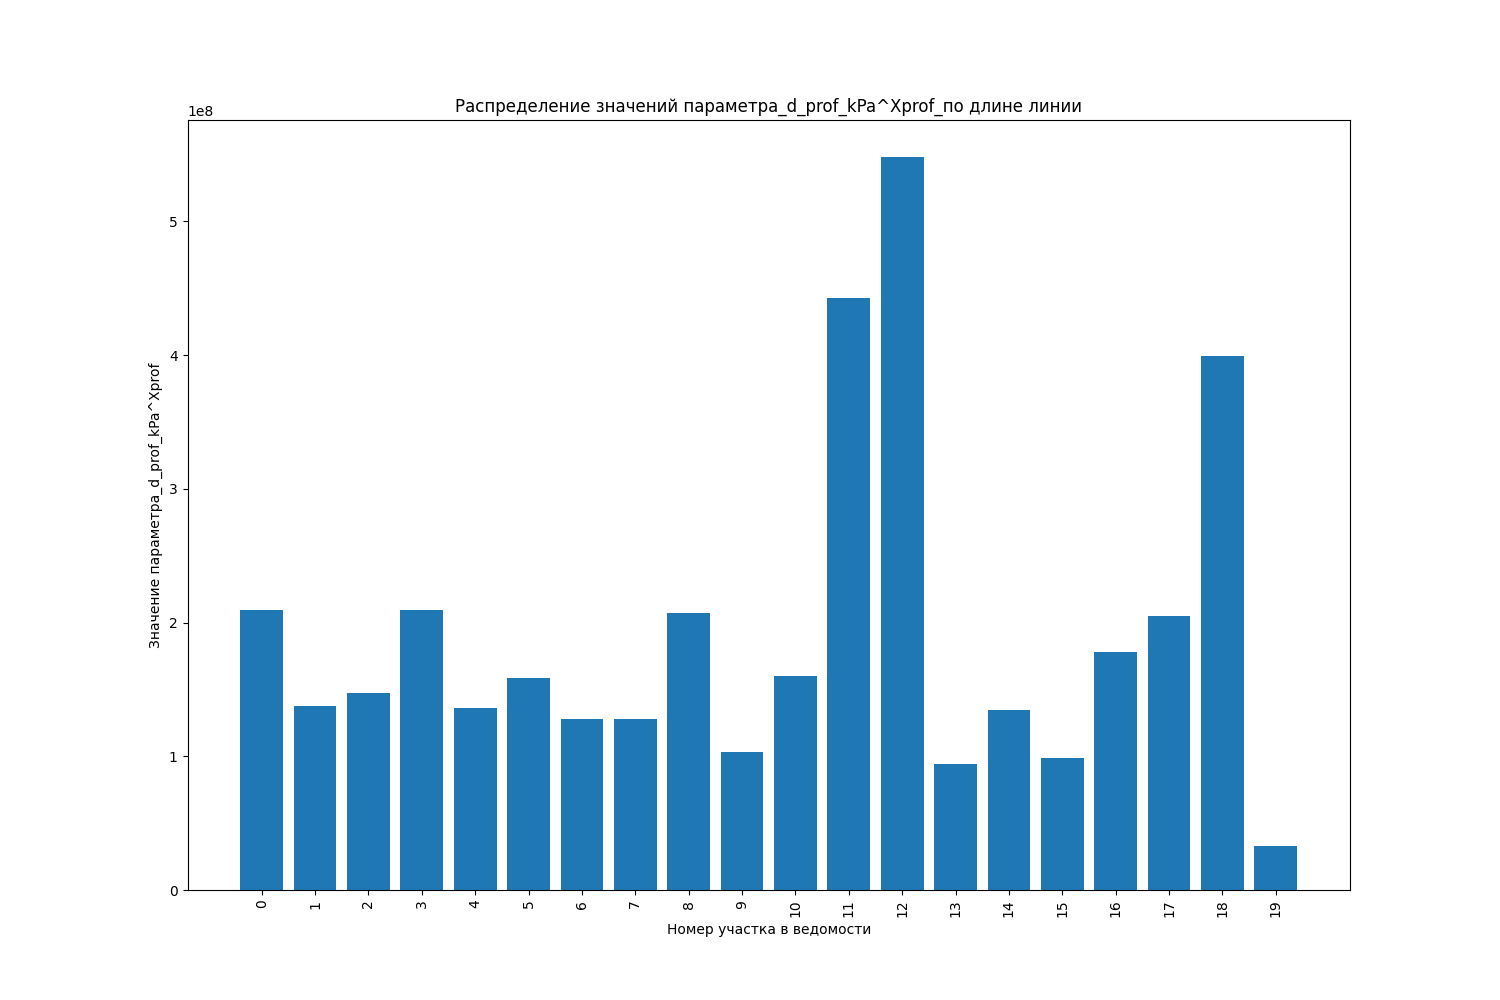 Распределение значений параметра_d_prof_kPa^Xprof_по длине линии
1e8
5
4
3
2
1
0
Значение параметра_d_prof_kPa^Xprof
0 1 2 3 4 5 6 7 8 9 10 11 12 13 14 15 16 17 18 19
Номер участка в ведомости